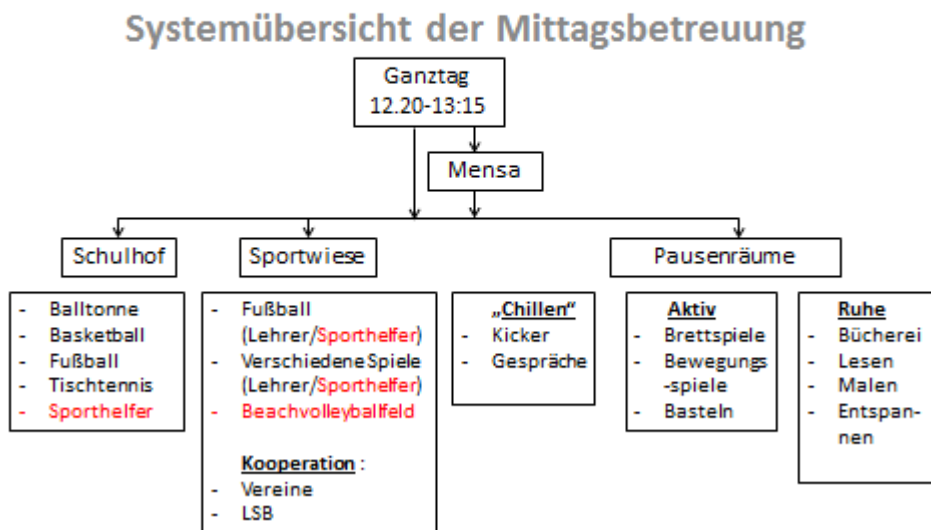 Systemübersicht der Mittagsbetreuung
Ganztag
12.20-13:15
Mensa
Schulhof
Sportwiese
Pausenräume
- Balltonne
- Basketball
- Fußball
- Tischtennis
- Sporthelfer
- Fußball
(Lehrer/Sporthelfer)
- Verschiedene Spiele
(Lehrer/Sporthelfer)
- Beachvolleyballfeld
Kooperation :
- Vereine
- LSB
„Chillen“
- Kicker
- Gespräche
Aktiv
- Brettspiele
- Bewegungs
-spiele
- Basteln
Ruhe
- Bücherei
- Lesen
- Malen
- Entspan-
nen